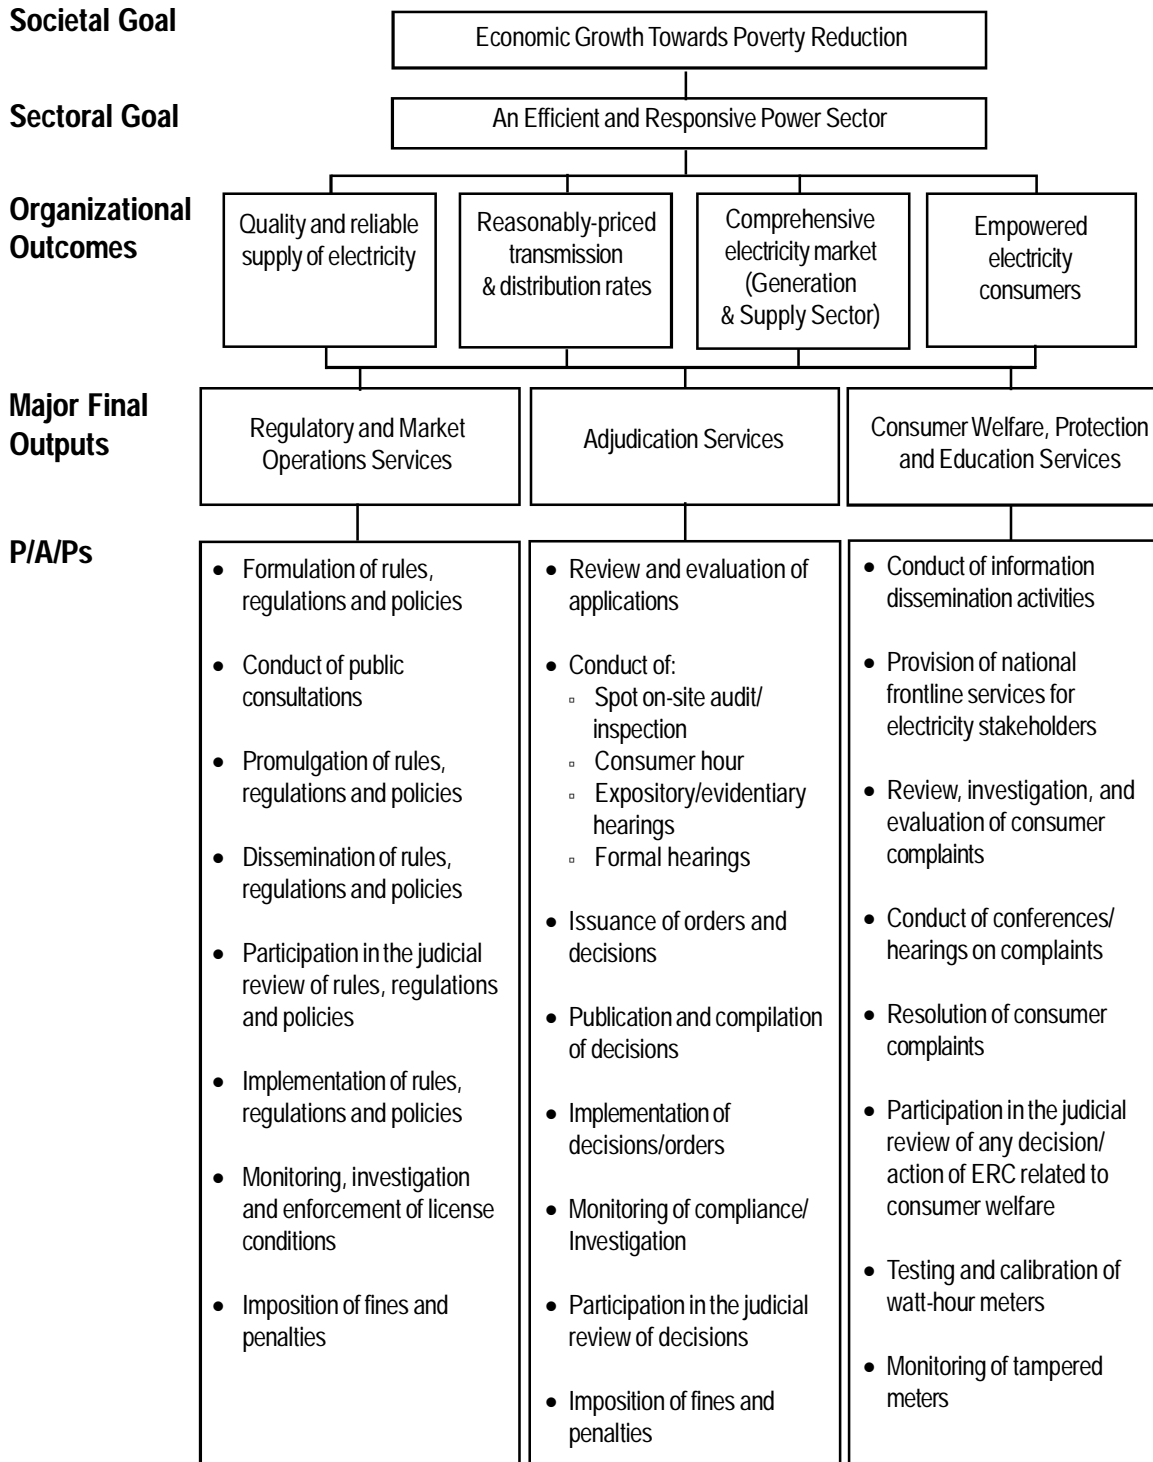 Societal Goal
Economic Growth Towards Poverty Reduction
Sectoral Goal
An Efficient and Responsive Power Sector
Organizational
Outcomes
Quality and reliable
supply of electricity
Reasonably-priced
transmission
& distribution rates
Comprehensive
electricity market
(Generation
& Supply Sector)
Empowered
electricity
consumers
Major Final
Outputs
Regulatory and Market
Operations Services
Adjudication Services
Consumer Welfare, Protection
and Education Services
P/A/Ps
• Formulation of rules,
regulations and policies
• Conduct of public
consultations
• Promulgation of rules,
regulations and policies
• Dissemination of rules,
regulations and policies
• Participation in the judicial
review of rules, regulations
and policies
• Implementation of rules,
regulations and policies
• Monitoring, investigation
and enforcement of license
conditions
• Imposition of fines and
penalties
• Review and evaluation of
applications
• Conduct of:
▫ Spot on-site audit/
inspection
▫ Consumer hour
▫ Expository/evidentiary
hearings
▫ Formal hearings
• Issuance of orders and
decisions
• Publication and compilation
of decisions
• Implementation of
decisions/orders
• Monitoring of compliance/
Investigation
• Participation in the judicial
review of decisions
• Imposition of fines and
penalties
• Conduct of information
dissemination activities
• Provision of national
frontline services for
electricity stakeholders
• Review, investigation, and
evaluation of consumer
complaints
• Conduct of conferences/
hearings on complaints
• Resolution of consumer
complaints
• Participation in the judicial
review of any decision/
action of ERC related to
consumer welfare
• Testing and calibration of
watt-hour meters
• Monitoring of tampered
meters